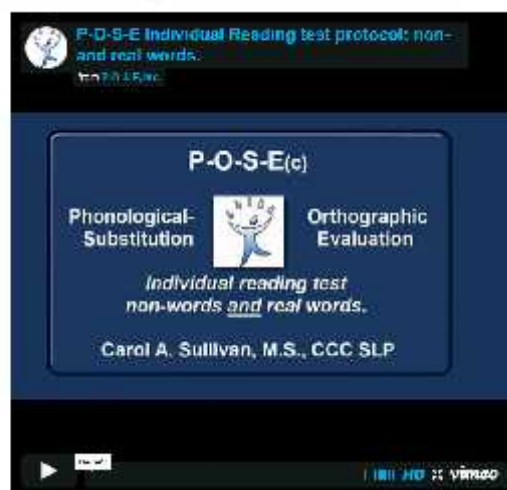 P-O-S-E Individual Reading test protocol: non-
and real words.
from
P-O-S-E(c)
Phonological-
Substitution
Orthographic
Evaluation
Individual reading test
non-words and real words.
Carol A. Sullivan, M.S., CCC SLP
HD vimeo